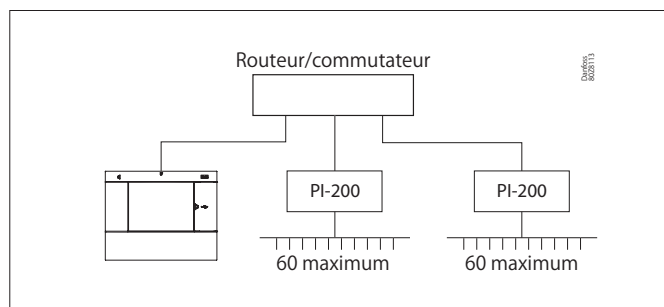 Routeur/commutateur
Danfoss
80Z8113
PI-200
PI-200
60 maximum
60 maximum